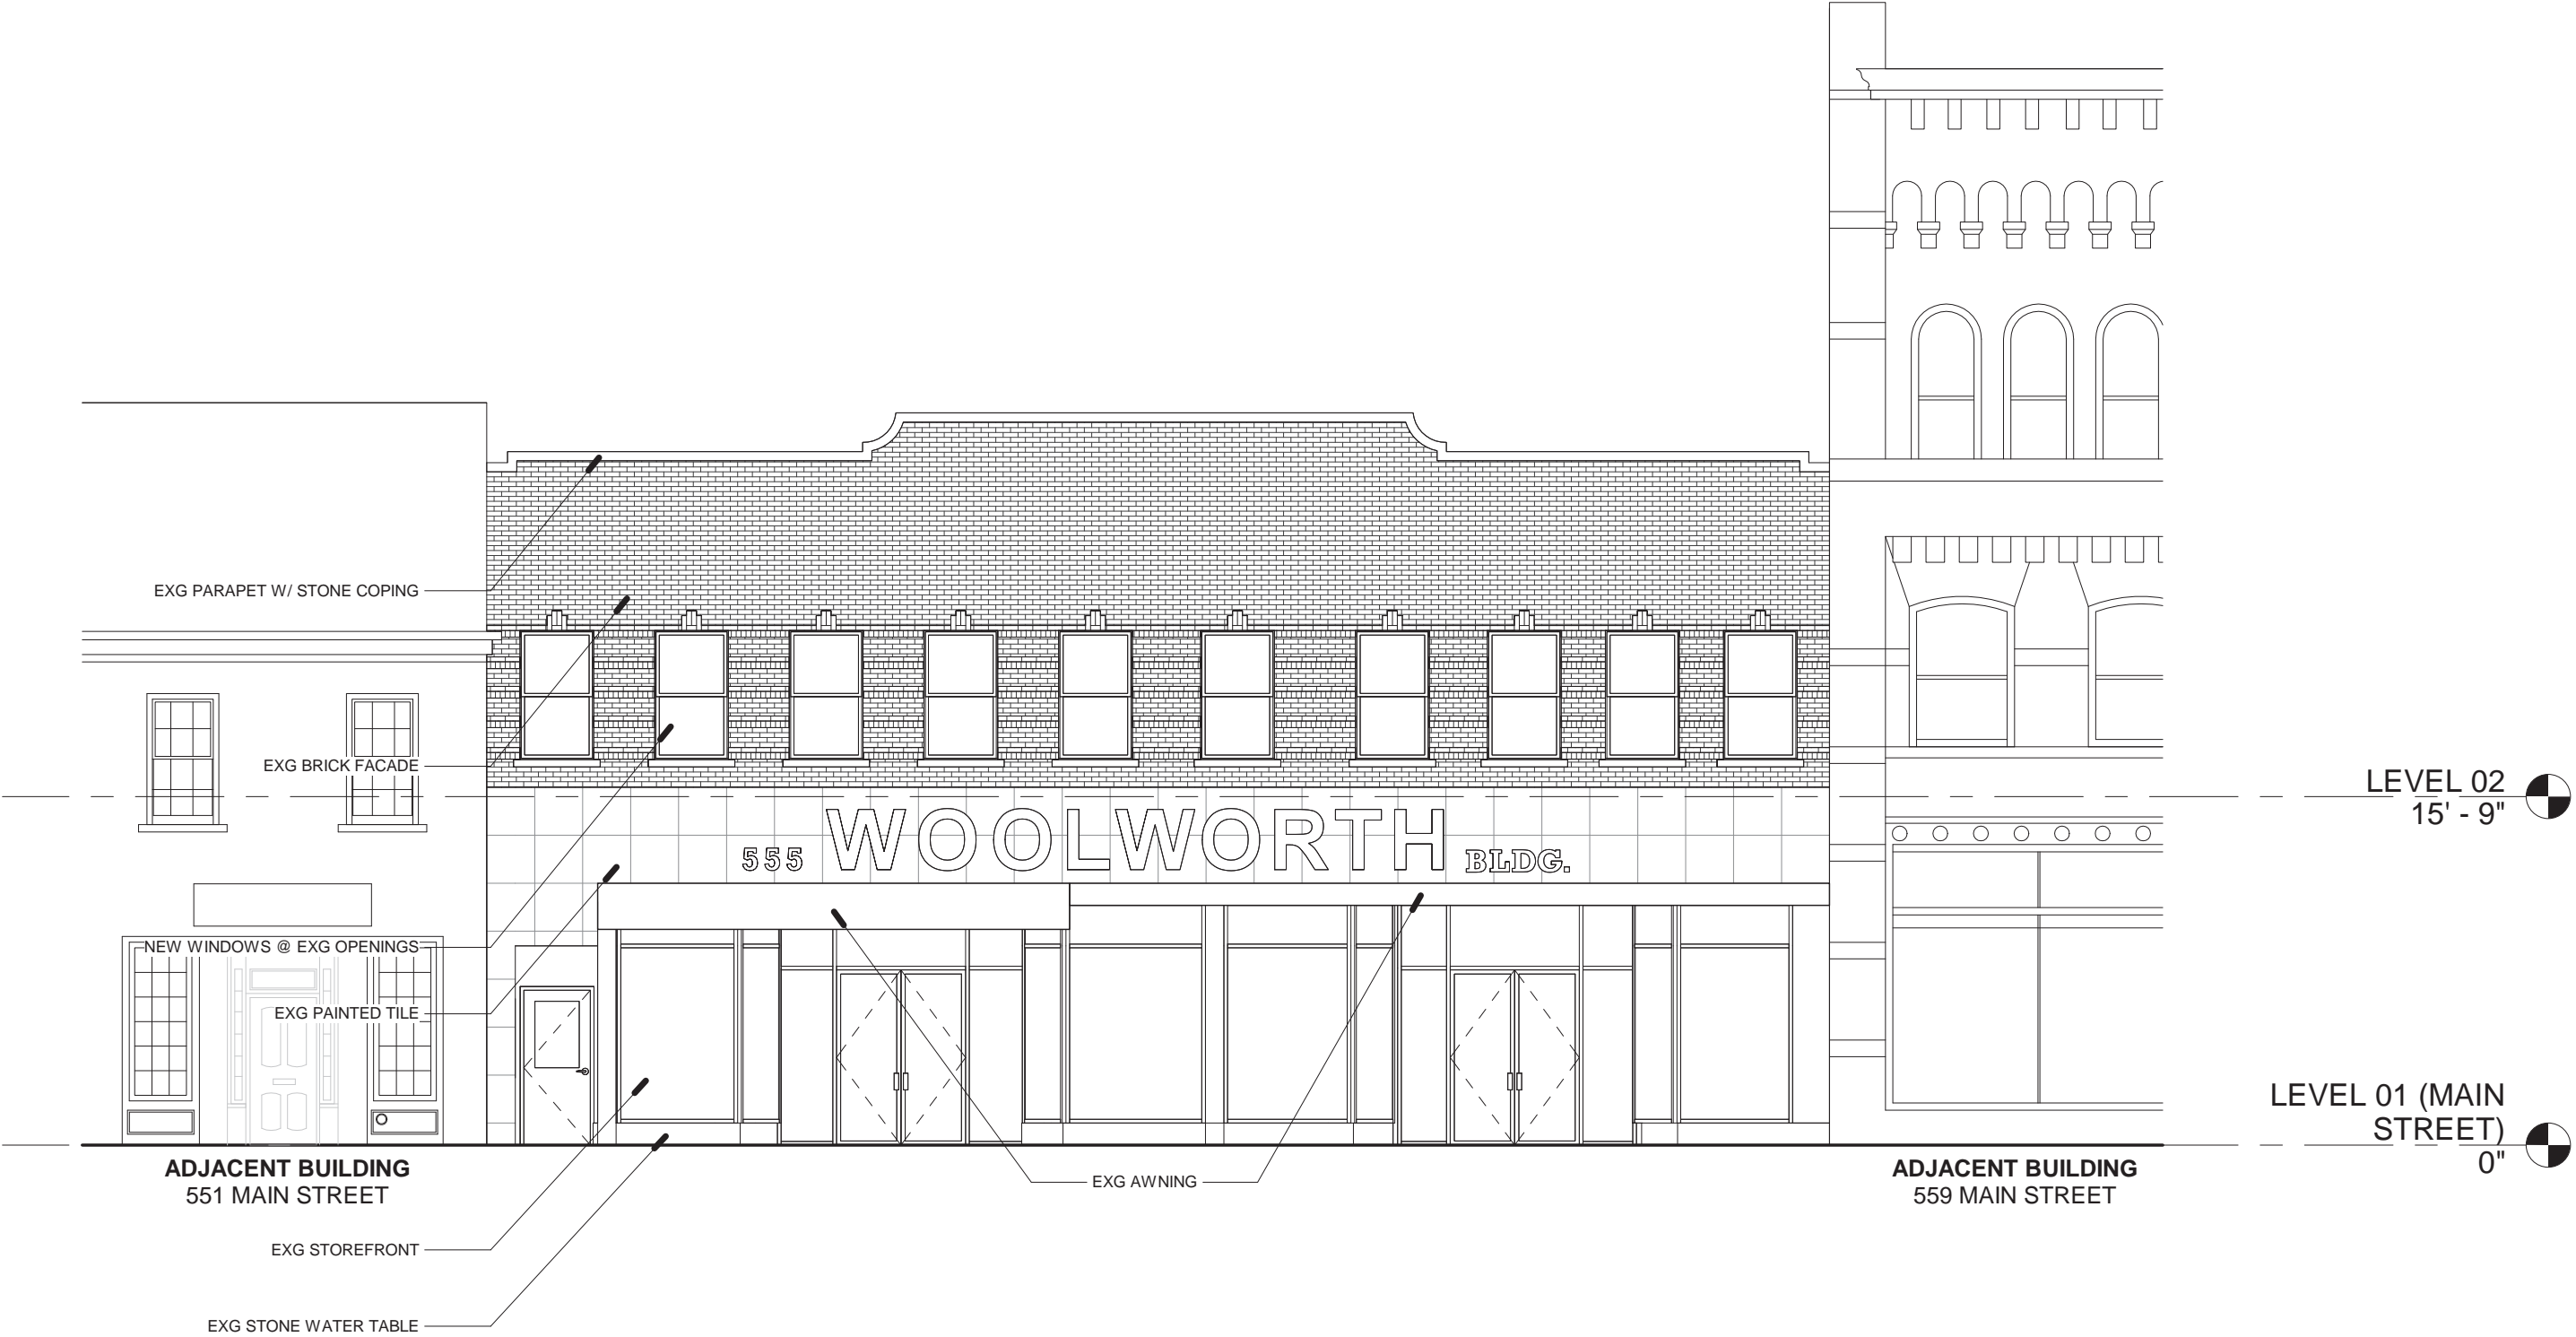 EXG PARAPET W/ STONE COPING
EXG BRICK FACADE
LEVEL 02
15' - 9"
555 WOOLWORTH BLDG.
NEW WINDOWS @ EXG OPENINGS
EXG PAINTED TILE
LEVEL 01 (MAIN
STREET)
0"
ADJACENT BUILDING
551 MAIN STREET
EXG AWNING
ADJACENT BUILDING
559 MAIN STREET
EXG STOREFRONT
EXG STONE WATER TABLE